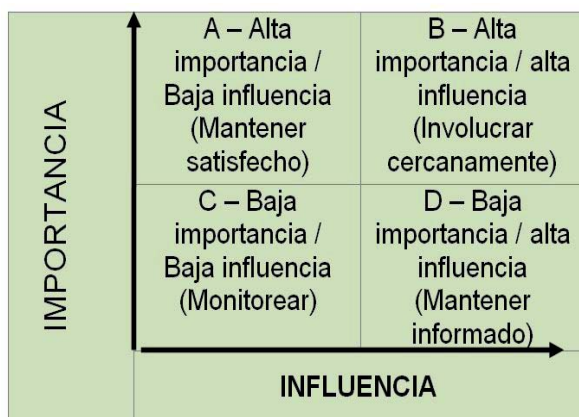 IMPORTANCIA
A – Alta
importancia /
Baja influencia
(Mantener
satisfecho)
B – Alta
importancia / alta
influencia
(Involucrar
cercanamente)
C – Baja
importancia /
Baja influencia
(Monitorear)
D – Baja
importancia / alta
influencia
(Mantener
informado)
INFLUENCIA